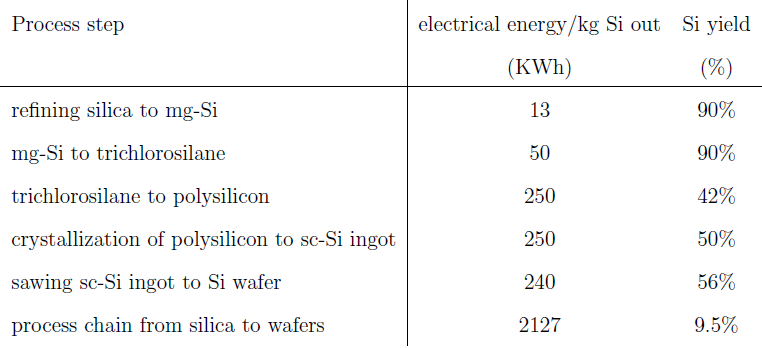 Process step electrical energy/kg Si out Si yield
(KWh) (%)
refining silica to mg-Si 13 90%
mg-Si to trichlorosilane 50 90%
trichlorosilane to polysilicon 250 42%
crystallization of polysilicon to sc-Si ingot 250 50%
sawing sc-Si ingot to Si wafer 240 56%
process chain from silica to wafers 2127 9.5%